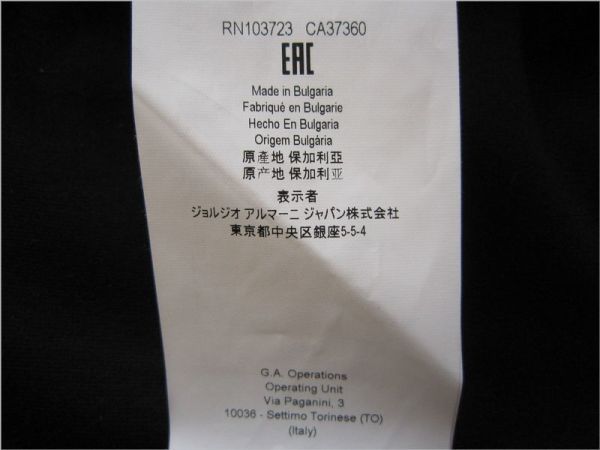 RN103723 CA37360
EAC
Made in Bulgaria
Fabriqué en Bulgarie
Hecho En Bulgaria
Origem Bulgària
原產地 保加利亞
原产地 保加利亚
表示者
ジョルジオ アルマーニ ジャパン株式会社
東京都中央区銀座5-5-4
G.A. Operations
Operating Unit
Via Paganini, 3
10036 - Settimo Torinese (TO)
(Italy)